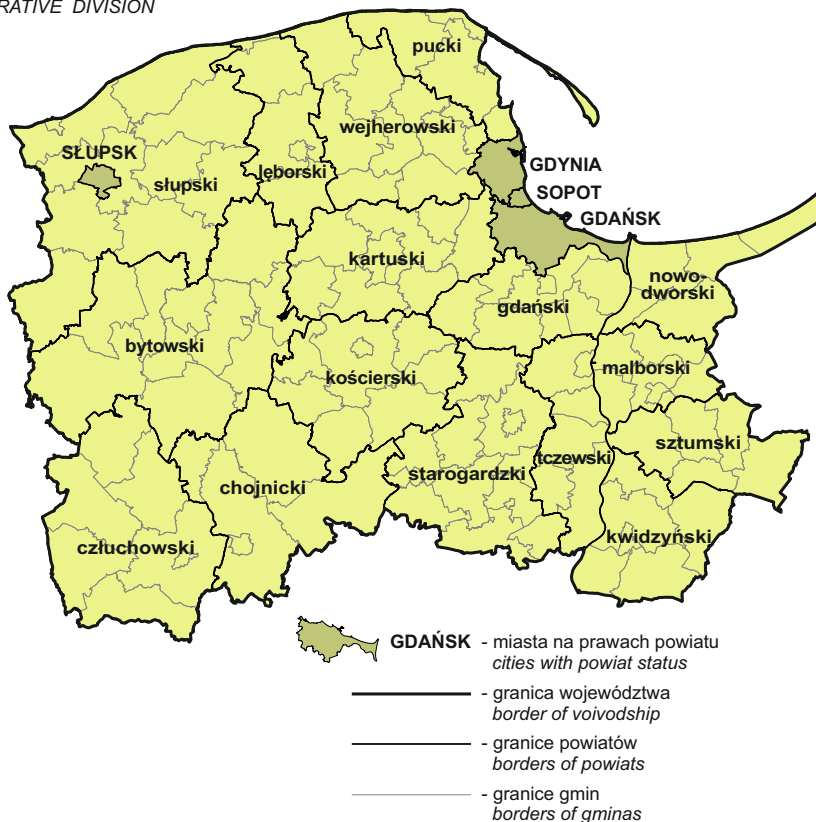 RATIVE DIVISION
pucki
wejherowski
SŁUPSK
słupski
lęborski
GDYNIA
SOPOT
GDAŃSK
kartuski
nowo-
dworski
gdański
bytowski
kościerski
malborski
sztumski
starogardzki
tczewski
chojnicki
kwidzyński
człuchowski
GDAŃSK - miasta na prawach powiatu
cities with powiat status
- granica województwa
border of voivodship
- granice powiatów
borders of powiats
- granice gmin
borders of gminas